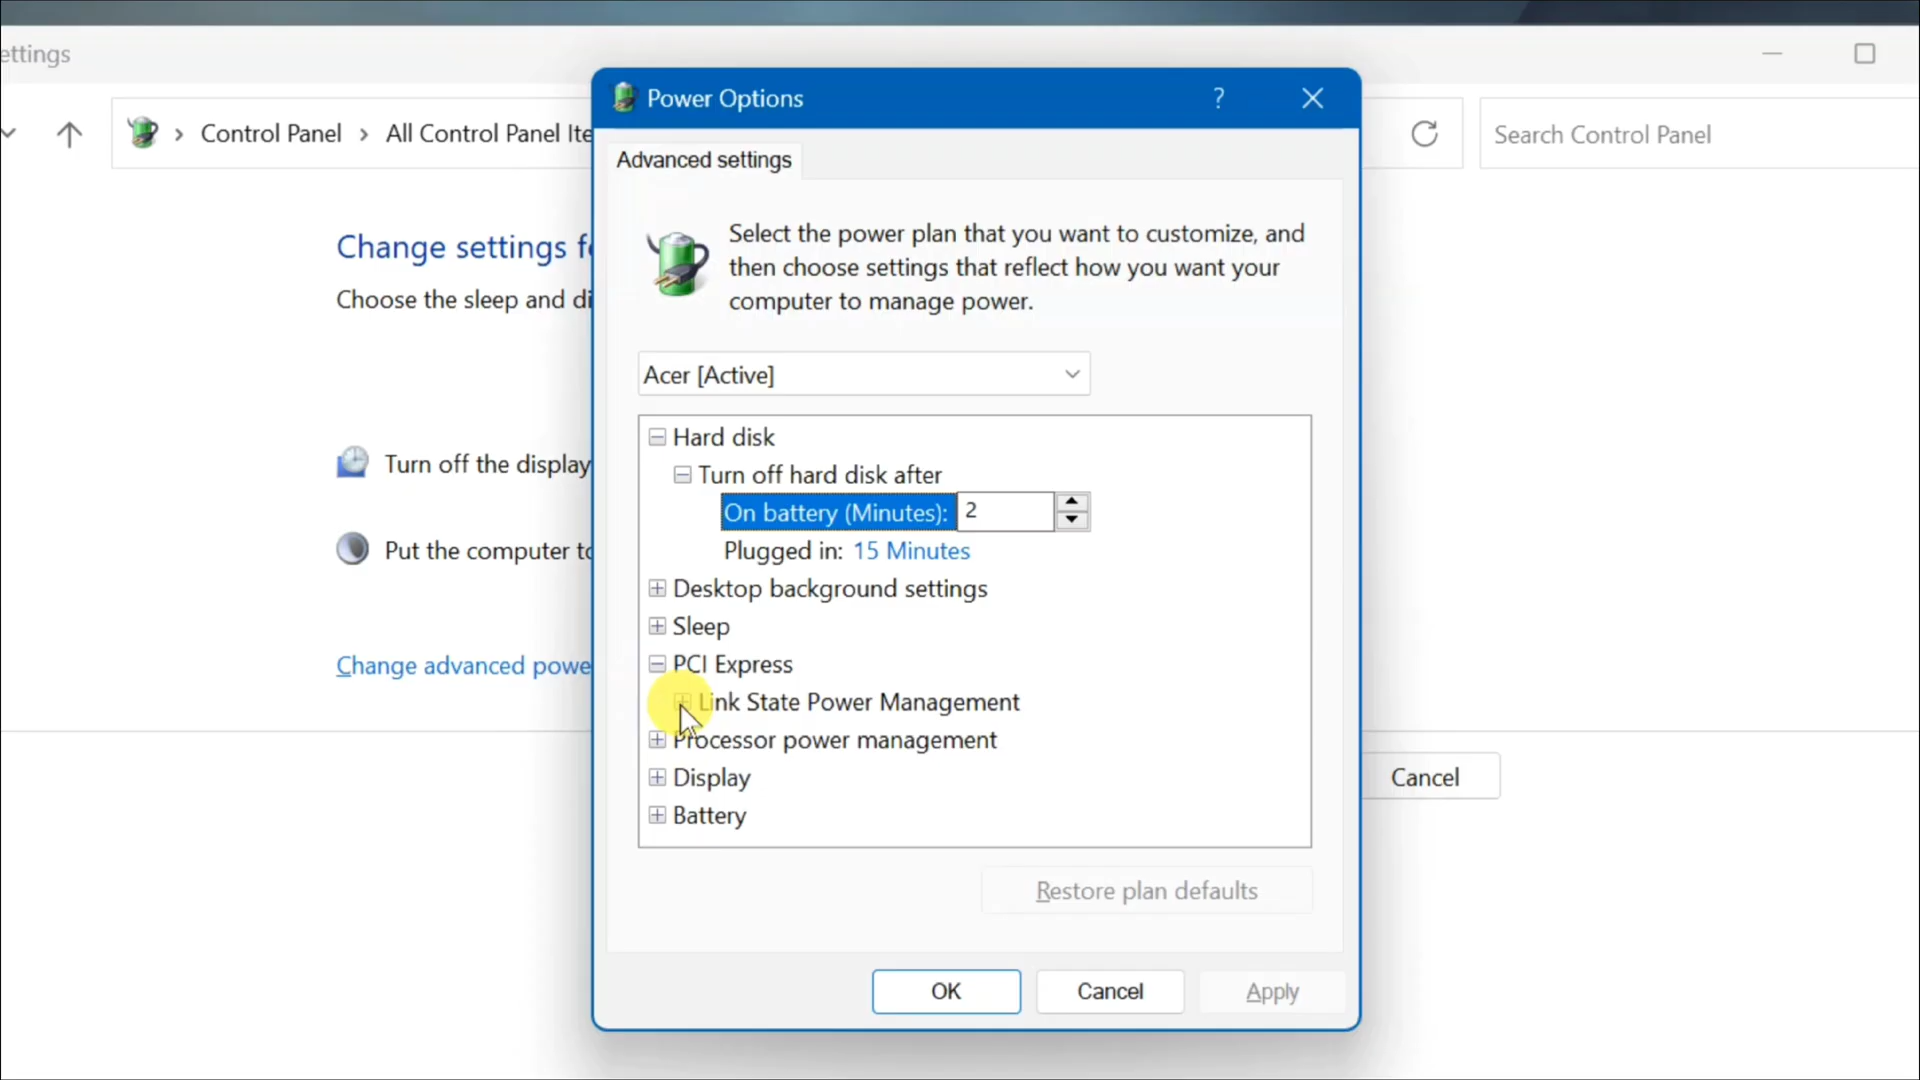 ettings
Control Panel > All Control Panel Ite
Search Control Panel
Power Options
?
Advanced settings
Select the power plan that you want to customize, and
then choose settings that reflect how you want your
computer to manage power.
Change settings fo
Choose the sleep and di
Acer [Active]
Hard disk
Turn off hard disk after
On battery (Minutes): 2
Plugged in: 15 Minutes
Desktop background settings
Sleep
PCI Express
Link State Power Management
Processor power management
Display
Battery
Turn off the display
Put the computer to
Change advanced powe
Restore plan defaults
OK
Cancel
Apply
Cancel